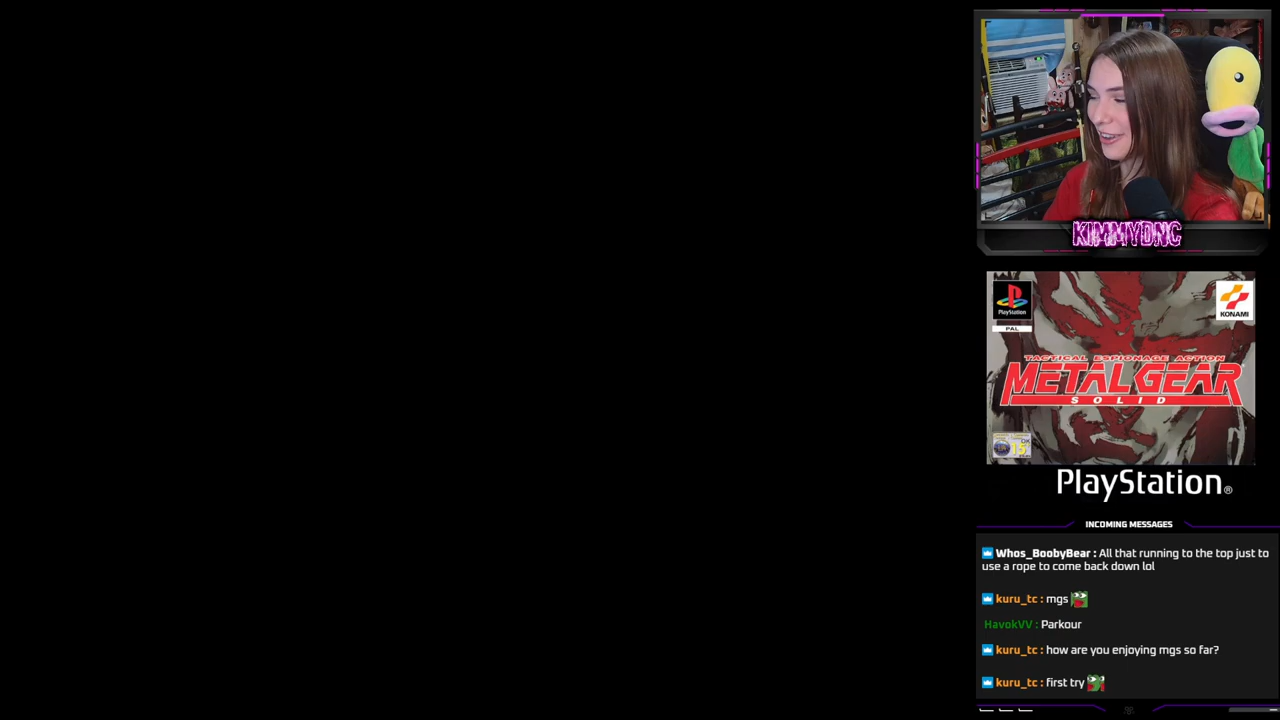 KIMMYDNC
PlayStation
PAL
KONAMI
TACTICAL ESPIONAGE ACTION
METAL GEAR
SOLID
15
PlayStation®
INCOMING MESSAGES
Whos_BoobyBear : All that running to the top just to
use a rope to come back down lol
kuru_tc : mgs
HavokVV : Parkour
kuru_tc : how are you enjoying mgs so far?
kuru_tc : first try